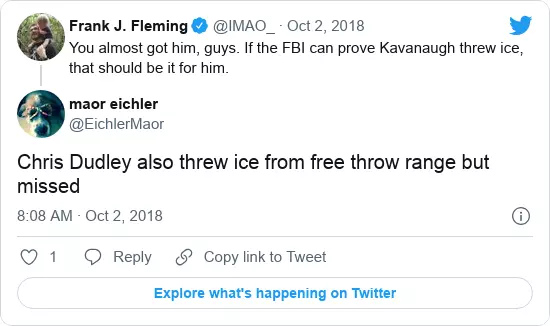 Frank J. Fleming @IMAO_ · Oct 2, 2018
You almost got him, guys. If the FBI can prove Kavanaugh threw ice,
that should be it for him.
maor eichler
@EichlerMaor
Chris Dudley also threw ice from free throw range but
missed
8:08 AM · Oct 2, 2018
1 Reply Copy link to Tweet
Explore what's happening on Twitter